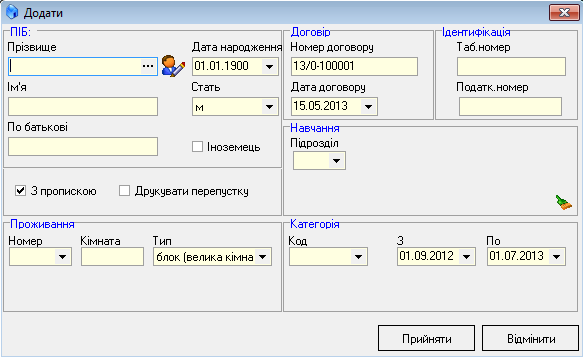 Додати
ПІБ:
Прізвище
...
Дата народження
01.01.1900
Ім'я
Стать
м
По батькові
Іноземець
Договір
Номер договору
13/0-100001
Дата договору
15.05.2013
Ідентифікація
Таб.номер
Податк.номер
Навчання
Підрозділ
З пропискою
Друкувати перепустку
Проживання
Номер
Кімната
Тип
блок (велика кімна
Категорія
Код
З
01.09.2012
По
01.07.2013
Прийняти
Відмінити